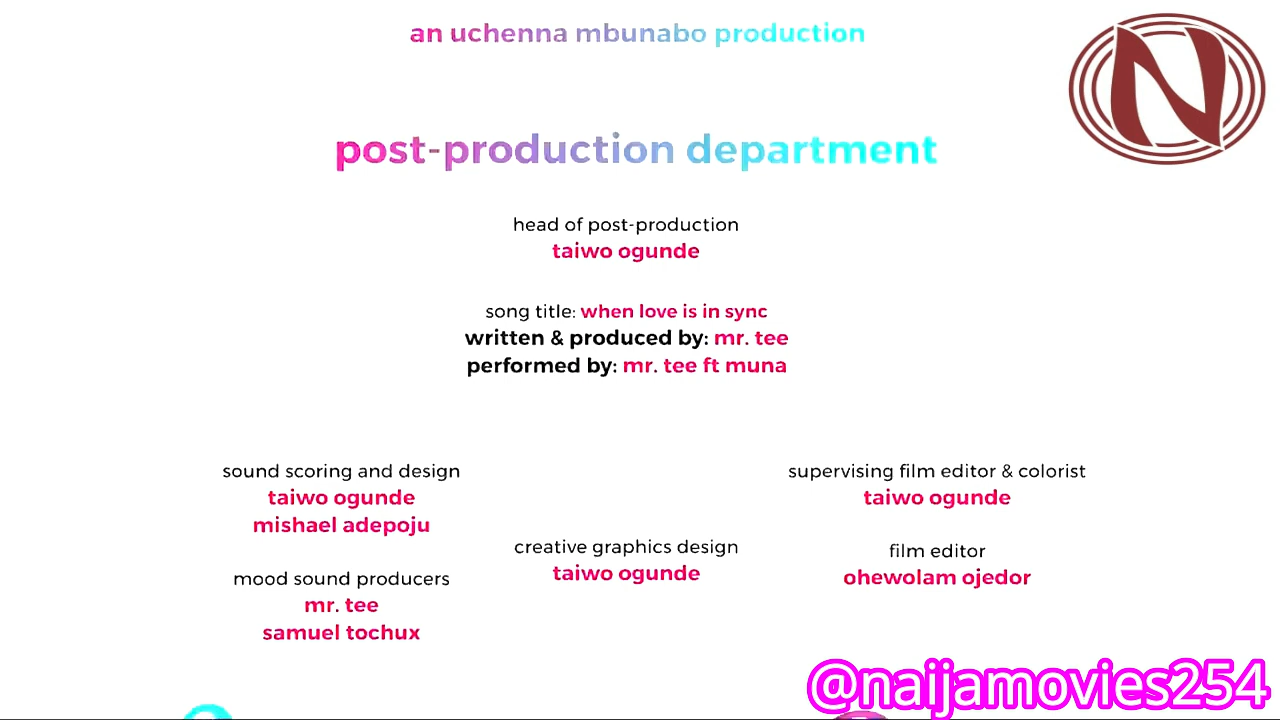 an uchenna mbunabo production
N
post-production department
head of post-production
taiwo ogunde
song title: when love is in sync
written & produced by: mr. tee
performed by: mr. tee ft muna
sound scoring and design
taiwo ogunde
mishael adepoju
mood sound producers
mr. tee
samuel tochux
creative graphics design
taiwo ogunde
supervising film editor & colorist
taiwo ogunde
film editor
ohewolam ojedor
@naijamovies254